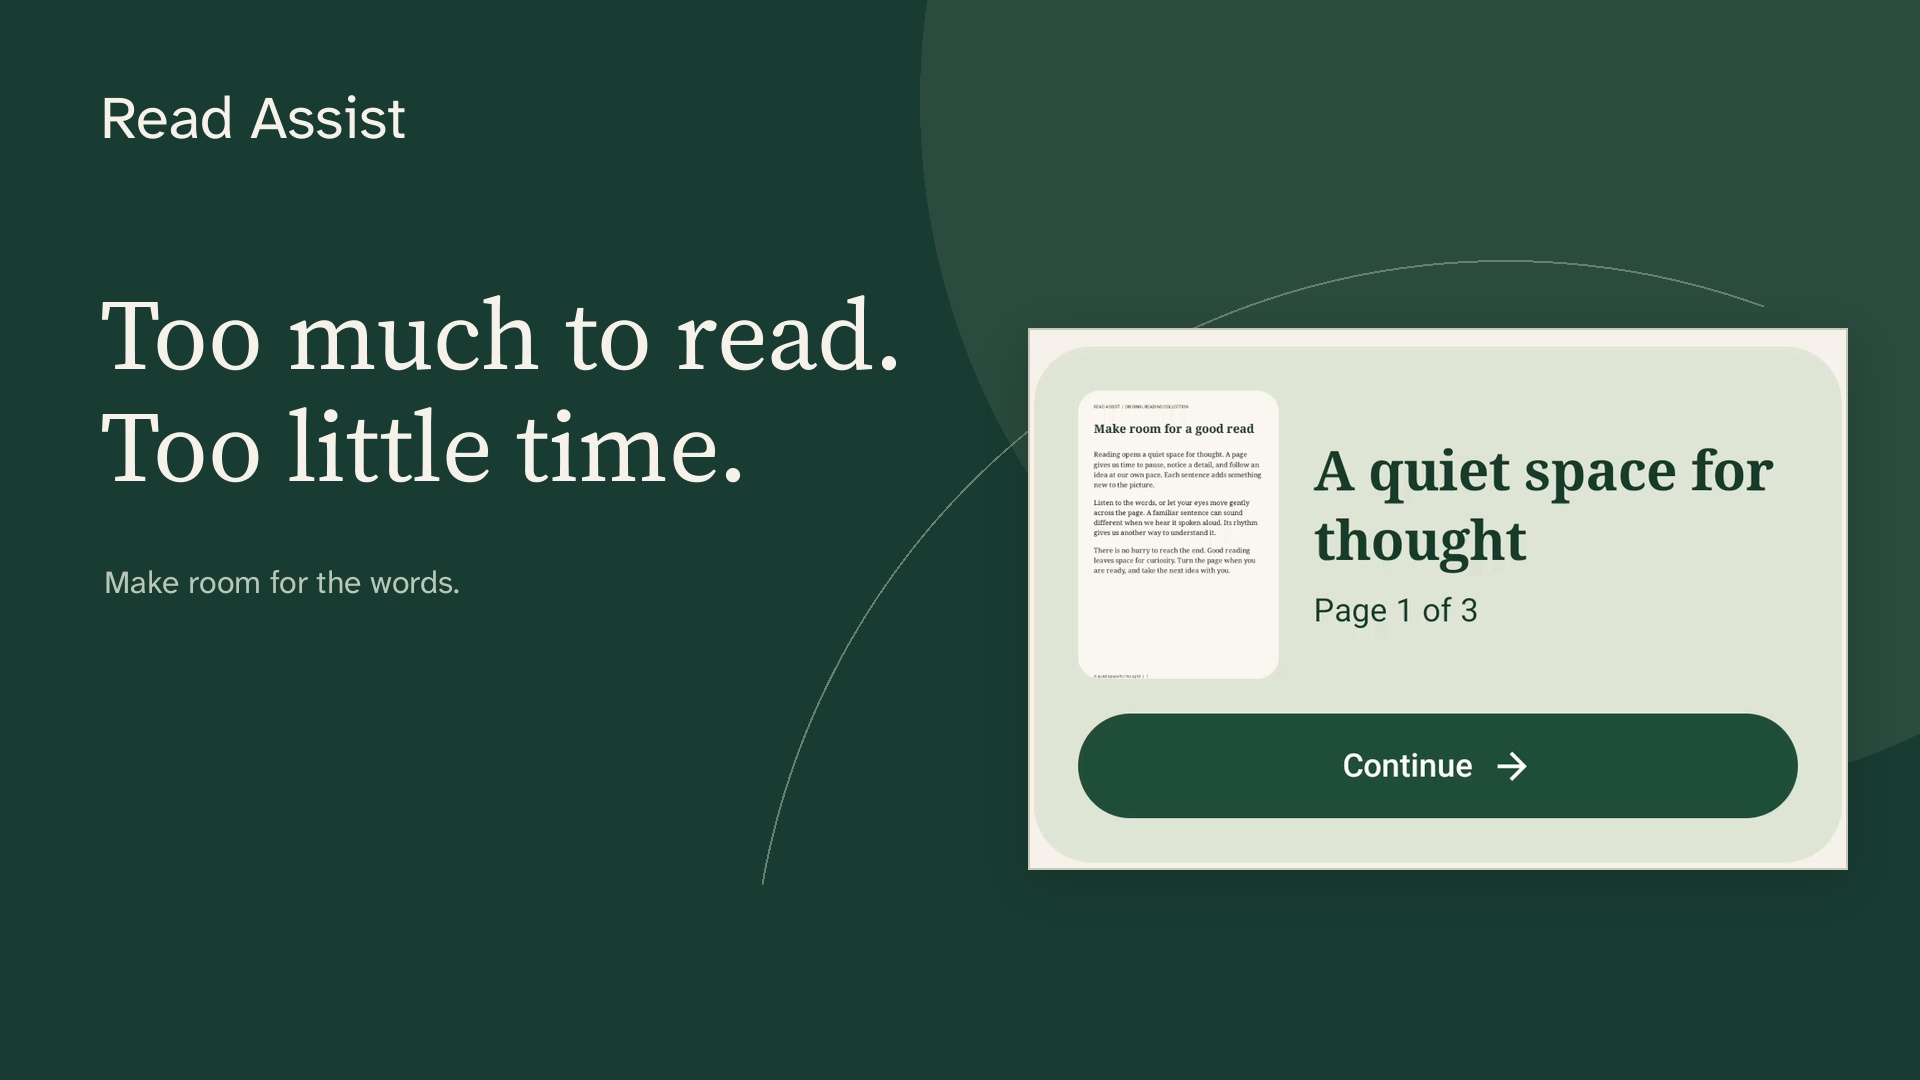 Read Assist
Too much to read.
Too little time.
Make room for the words.
READ ASSIST / ORIGINAL READING COLLECTION
Make room for a good read
Reading opens a quiet space for thought. A page
gives us time to pause, notice a detail, and follow an
idea at our own pace. Each sentence adds something
new to the picture.
Listen to the words, or let your eyes move gently
across the page. A familiar sentence can sound
different when we hear it spoken aloud. Its rhythm
gives us another way to understand it.
There is no hurry to reach the end. Good reading
leaves space for curiosity. Turn the page when you
are ready, and take the next idea with you.
A quiet space for
thought
Page 1 of 3
Continue